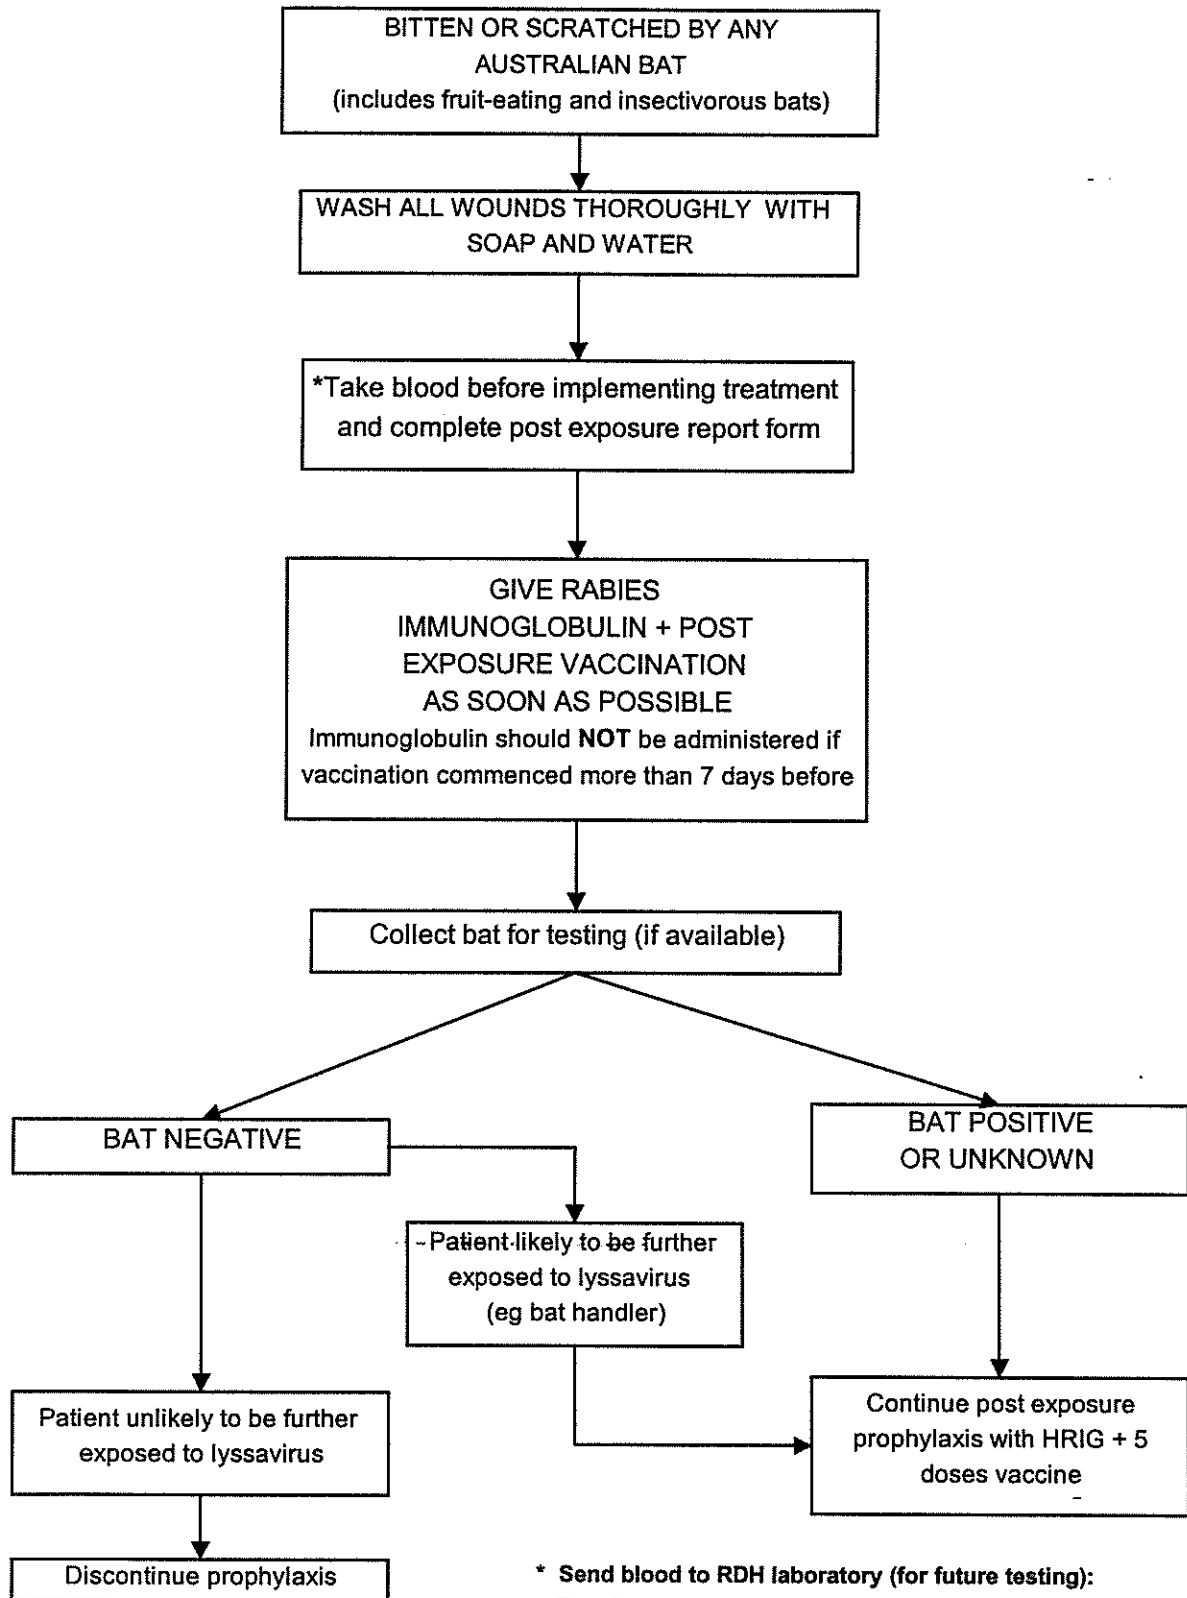 BITTEN OR SCRATCHED BY ANY
AUSTRALIAN BAT
(includes fruit-eating and insectivorous bats)
WASH ALL WOUNDS THOROUGHLY WITH
SOAP AND WATER
*Take blood before implementing treatment
and complete post exposure report form
GIVE RABIES
IMMUNOGLOBULIN + POST
EXPOSURE VACCINATION
AS SOON AS POSSIBLE
Immunoglobulin should NOT be administered if
vaccination commenced more than 7 days before
Collect bat for testing (if available)
BAT NEGATIVE
BAT POSITIVE
OR UNKNOWN
Patient likely to be further
exposed to lyssavirus
(eg bat handler)
Patient unlikely to be further
exposed to lyssavirus
Continue post exposure
prophylaxis with HRIG + 5
doses vaccine
Discontinue prophylaxis
* Send blood to RDH laboratory (for future testing):